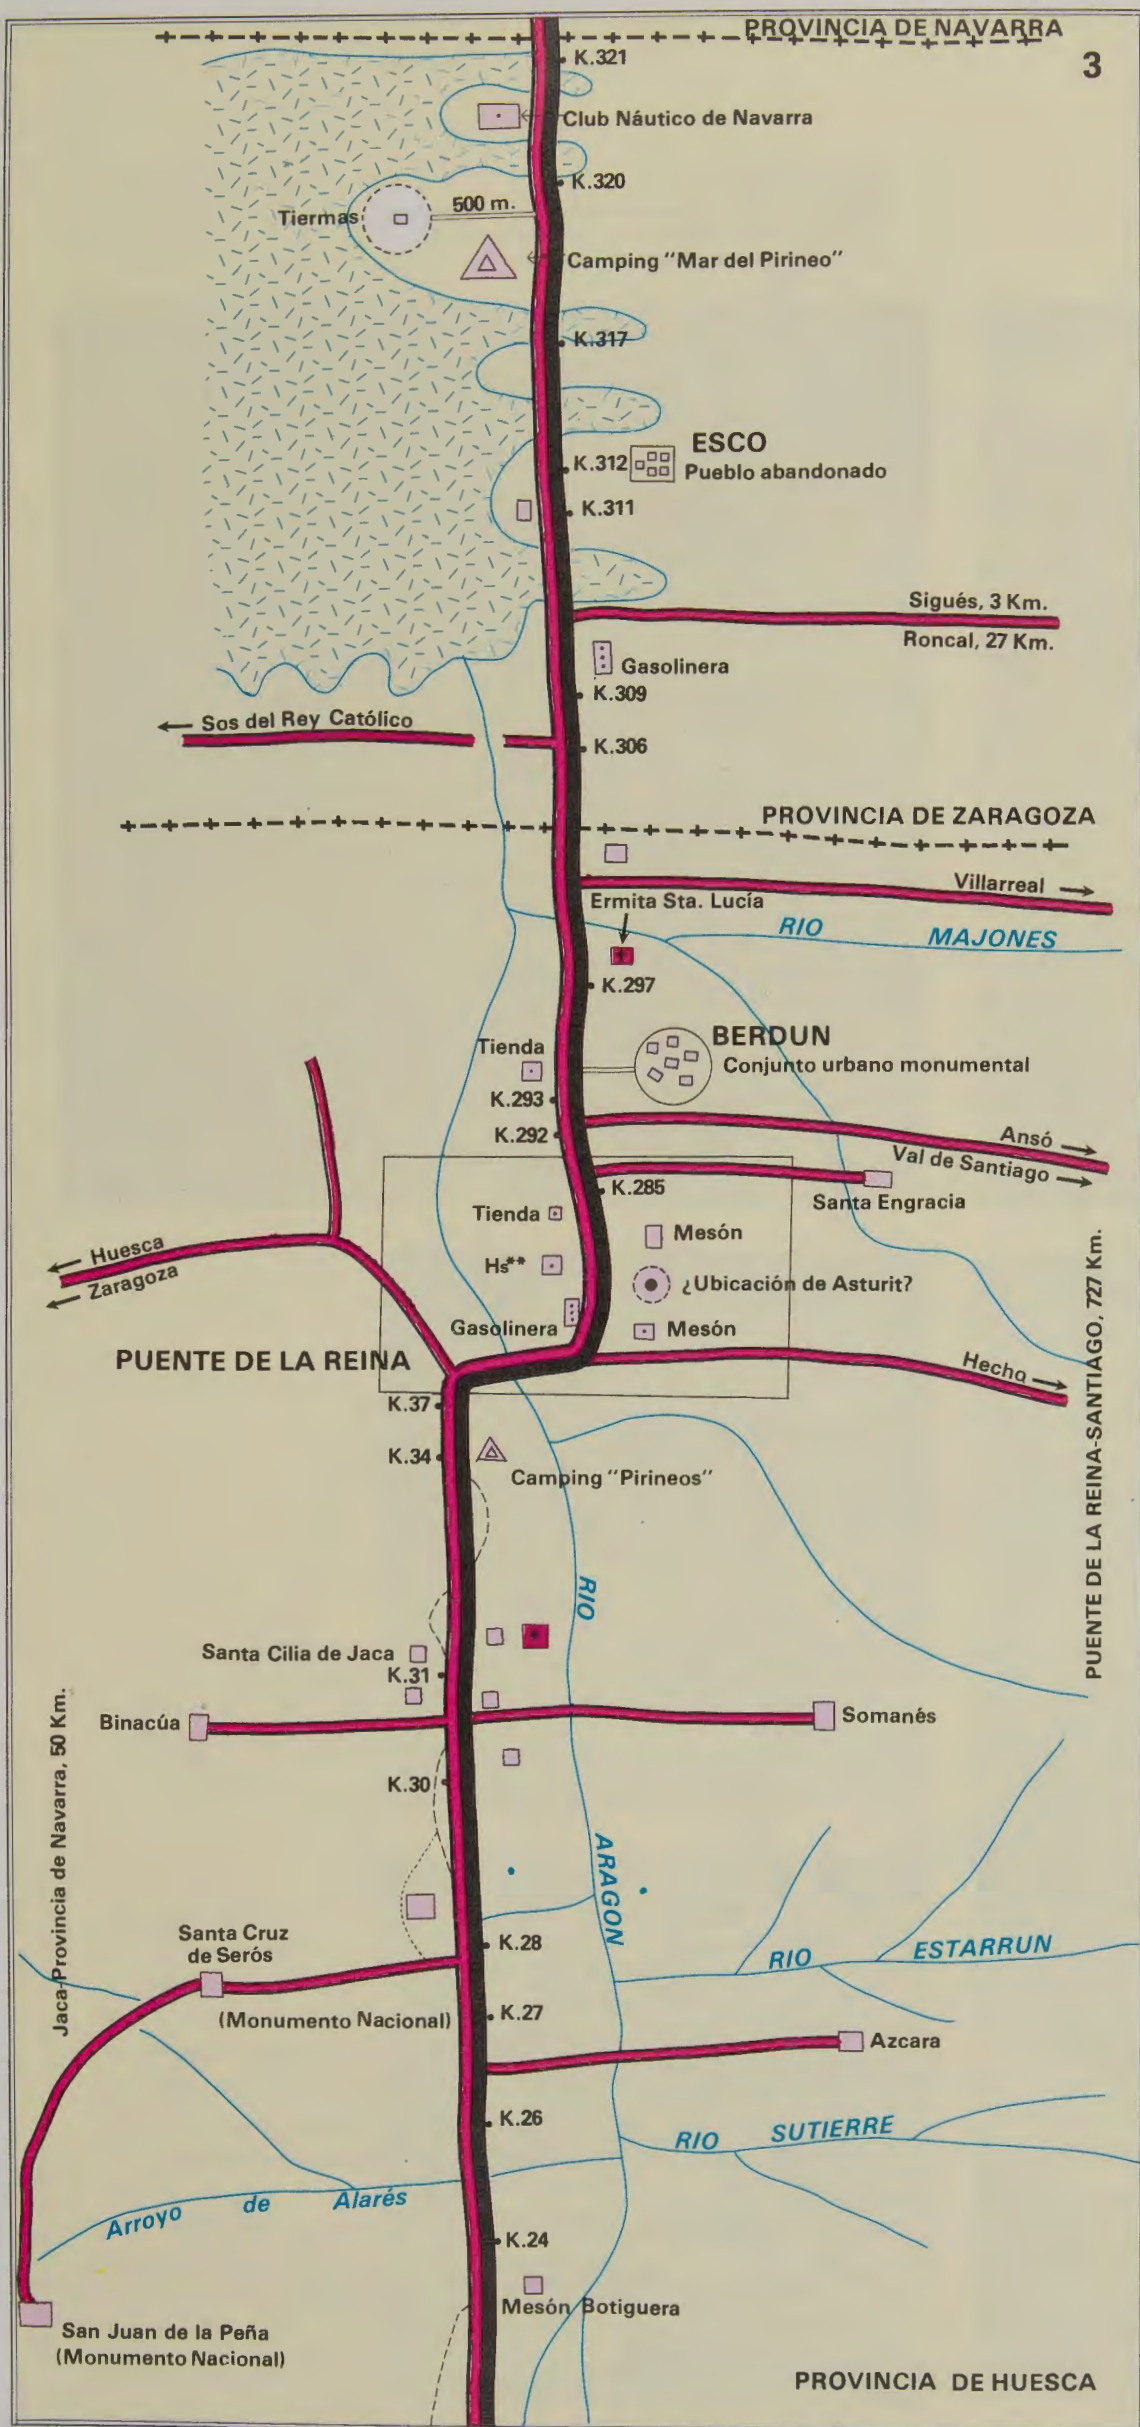 PROVINCIA DE NAVARRA
3
K.321
Club Náutico de Navarra
K.320
500 m.
Tiermas
Camping "Mar del Pirineo"
K.317
ESCO
K.312
Pueblo abandonado
K.311
Sigués, 3 Km.
Roncal, 27 Km.
Gasolinera
K.309
← Sos del Rey Católico
K.306
PROVINCIA DE ZARAGOZA
Villarreal →
Ermita Sta. Lucía
RIO MAJONES
K.297
BERDUN
Tienda
Conjunto urbano monumental
K.293
K.292
Ansó →
Val de Santiago →
K.285
Santa Engracia
Tienda
Mesón
← Huesca
← Zaragoza
Hs**
¿Ubicación de Asturit?
Gasolinera
Mesón
PUENTE DE LA REINA
Hecho →
K.37
K.34
Camping "Pirineos"
PUENTE DE LA REINA-SANTIAGO, 727 Km.
RIO
Santa Cilia de Jaca
K.31
Binacúa
Somanés
K.30
Jaca-Provincia de Navarra, 50 Km.
ARAGON
Santa Cruz
de Serós
K.28
RIO ESTARRUN
(Monumento Nacional)
K.27
Azcara
K.26
RIO SUTIERRE
Arroyo de Alarés
K.24
Mesón Botiguera
San Juan de la Peña
(Monumento Nacional)
PROVINCIA DE HUESCA